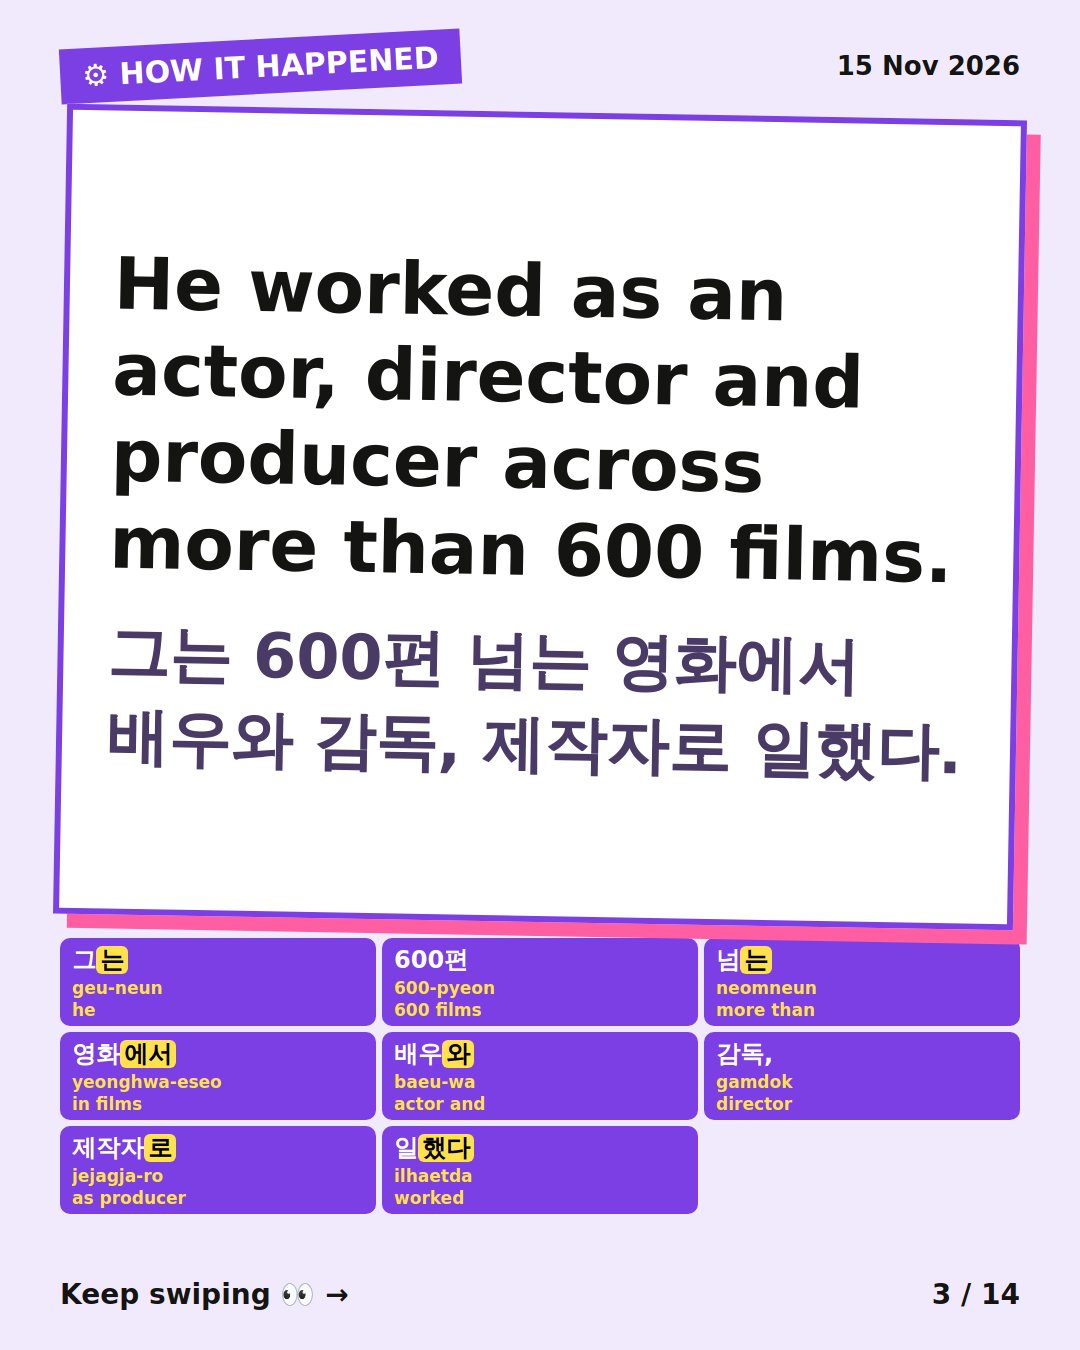 ⚙ HOW IT HAPPENED
15 Nov 2026
He worked as an
actor, director and
producer across
more than 600 films.
그는 600편 넘는 영화에서
배우와 감독, 제작자로 일했다.
그는
geu-neun
he
600편
600-pyeon
600 films
넘는
neomneun
more than
영화에서
yeonghwa-eseo
in films
배우와
baeu-wa
actor and
감독,
gamdok
director
제작자로
jejagja-ro
as producer
일했다
ilhaetda
worked
Keep swiping 👀 →
3 / 14